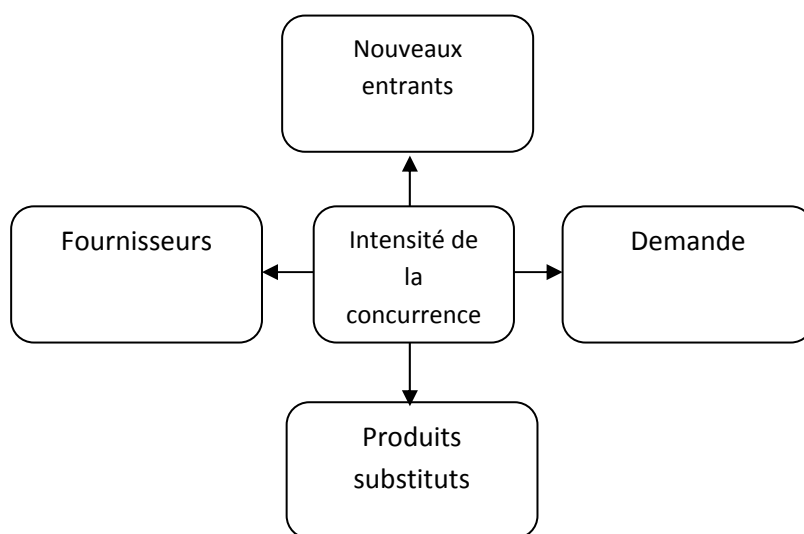 Nouveaux
entrants
Fournisseurs
Intensité de
la
concurrence
Demande
Produits
substituts